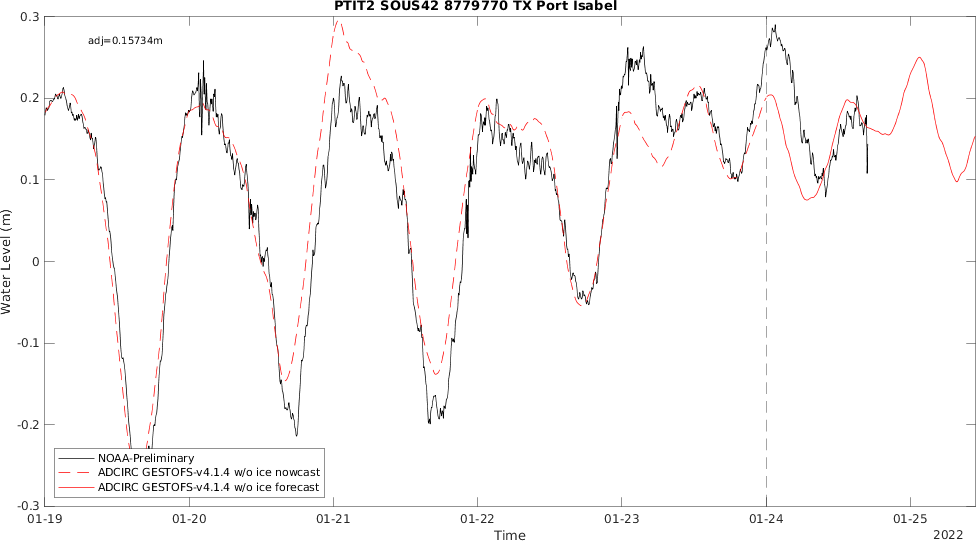 PTIT2 SOUS42 8779770 TX Port Isabel
adj=0.15734m
0.3
0.2
0.1
0
-0.1
-0.2
-0.3
Water Level (m)
NOAA-Preliminary
ADCIRC GESTOFS-v4.1.4 w/o ice nowcast
ADCIRC GESTOFS-v4.1.4 w/o ice forecast
01-19 01-20 01-21 01-22 01-23 01-24 01-25
Time
2022